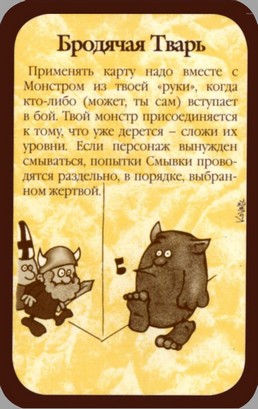 Бродячая Тварь
Применять карту надо вместе с
Монстром из твоей «руки», когда
кто-либо (может, ты сам) вступает
в бой. Твой монстр присоединяется
к тому, что уже дерется – сложи их
уровни. Если персонаж вынужден
смываться, попытки Смывки прово-
дятся раздельно, в порядке, выбран-
ном жертвой.